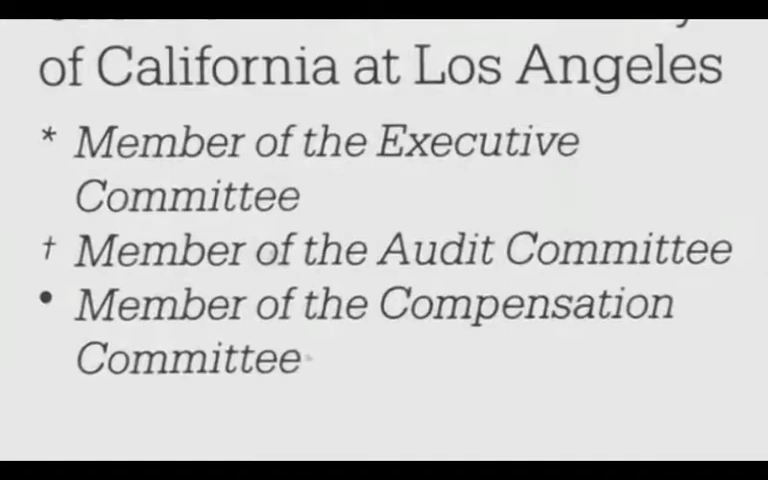 of California at Los Angeles
* Member of the Executive
Committee
† Member of the Audit Committee
• Member of the Compensation
Committee